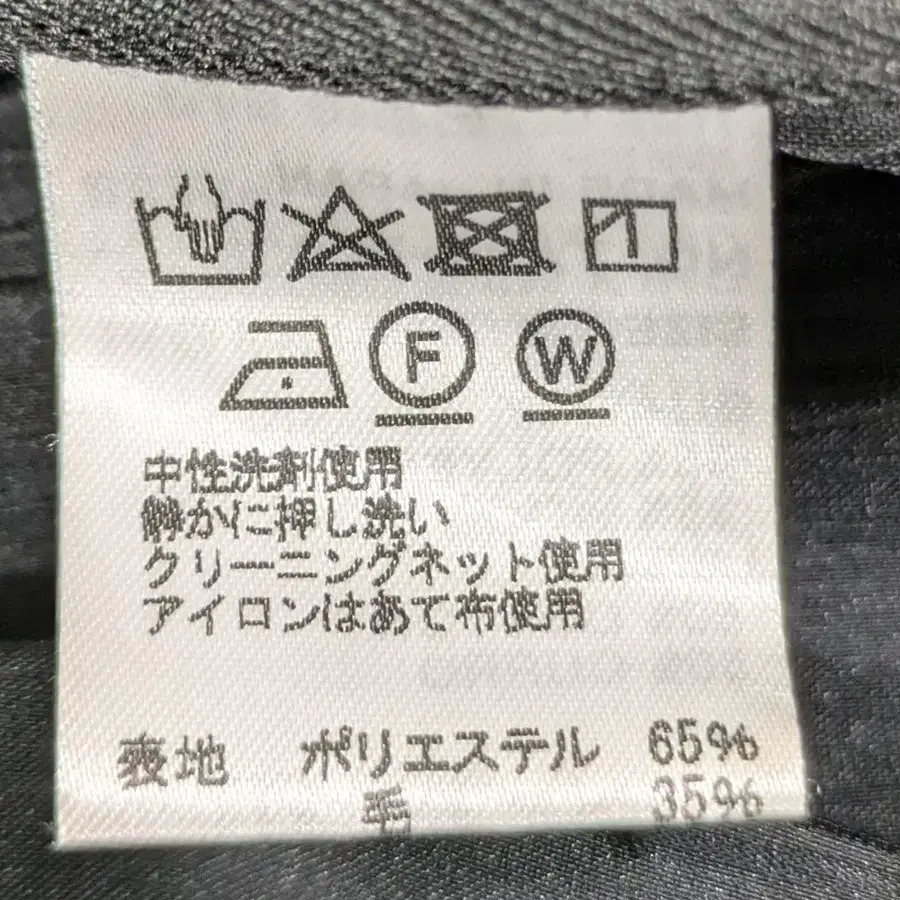 F W
中性洗剤使用
静かに押し洗い
クリーニングネット使用
アイロンはあて布使用
表地 ポリエステル 65%
毛 35%